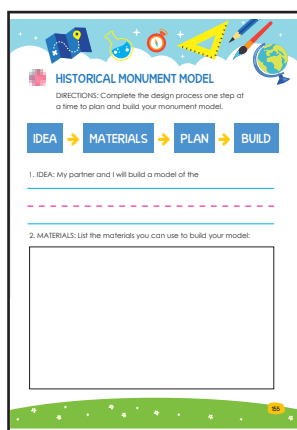 HISTORICAL MONUMENT MODEL
DIRECTIONS: Complete the design process one step at
a time to plan and build your monument model.
IDEA MATERIALS PLAN BUILD
1. IDEA: My partner and I will build a model of the
2. MATERIALS: List the materials you can use to build your model:
155